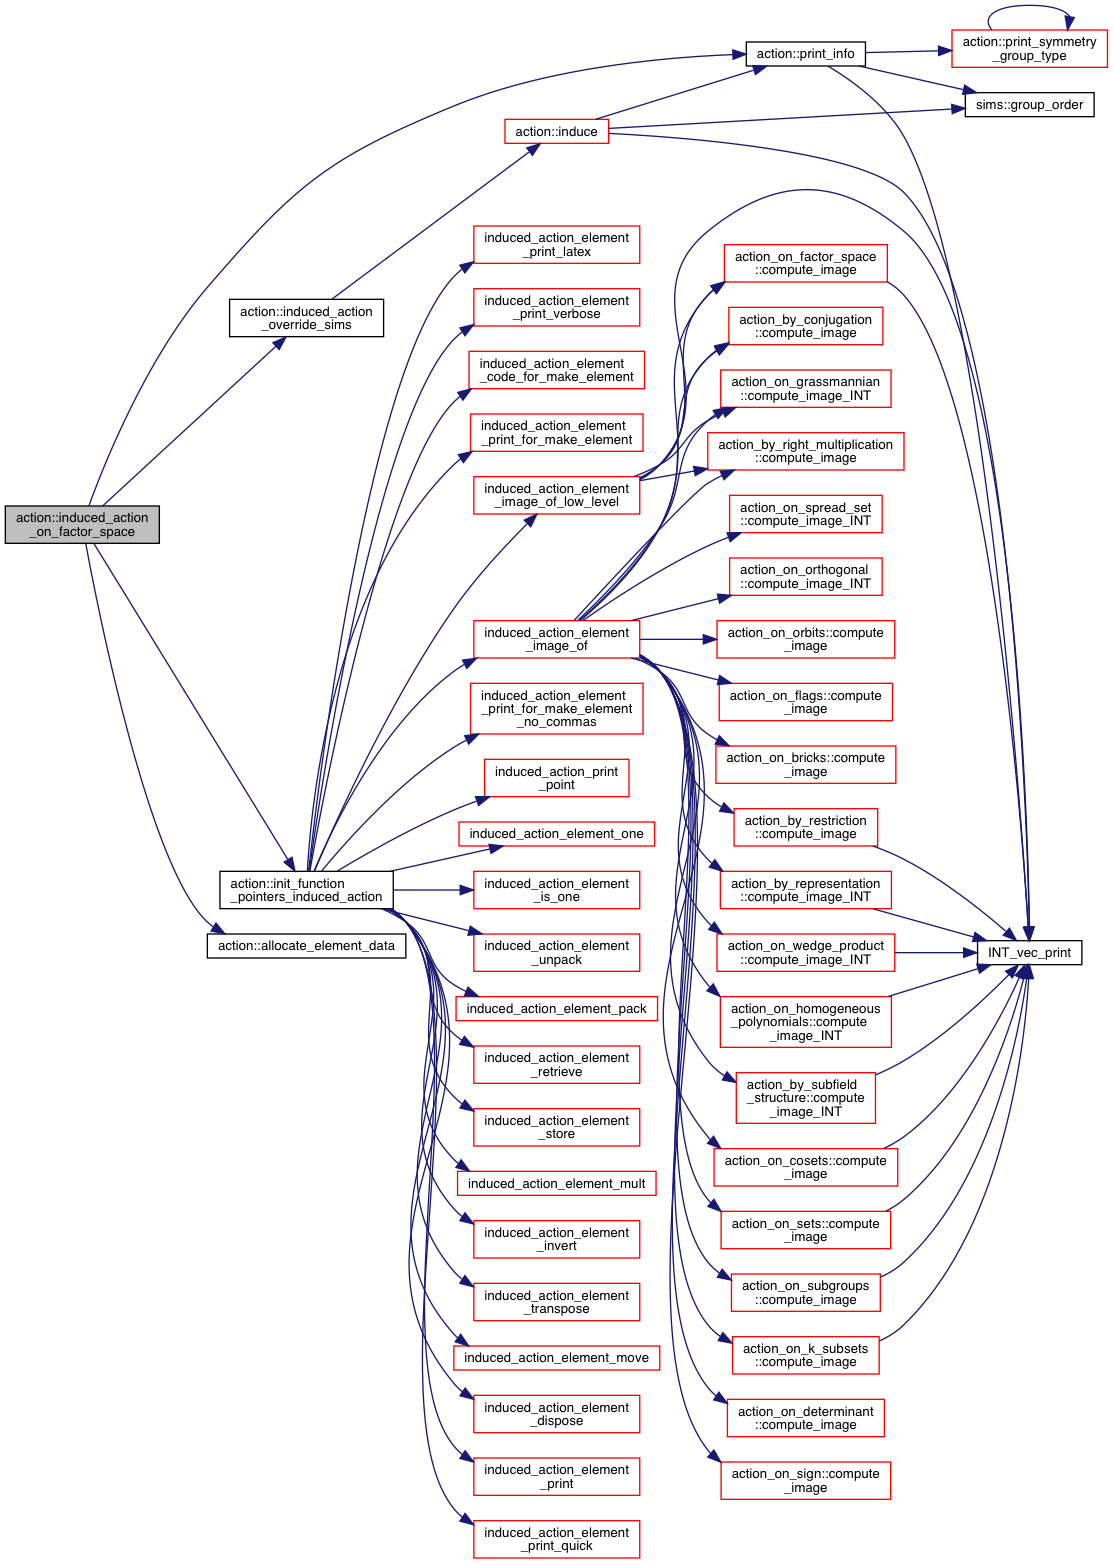 action::induced_action
_on_factor_space
action::print_info
action::print_symmetry
_group_type
sims::group_order
action::induce
action::induced_action
_override_sims
action::init_function
_pointers_induced_action
action::allocate_element_data
induced_action_element
_print_latex
induced_action_element
_print_verbose
induced_action_element
_code_for_make_element
induced_action_element
_print_for_make_element
induced_action_element
_image_of_low_level
induced_action_element
_image_of
induced_action_element
_print_for_make_element
_no_commas
induced_action_print
_point
induced_action_element_one
induced_action_element
_is_one
induced_action_element
_unpack
induced_action_element_pack
induced_action_element
_retrieve
induced_action_element
_store
induced_action_element_mult
induced_action_element
_invert
induced_action_element
_transpose
induced_action_element_move
induced_action_element
_dispose
induced_action_element
_print
induced_action_element
_print_quick
action_on_factor_space
::compute_image
action_by_conjugation
::compute_image
action_on_grassmannian
::compute_image_INT
action_by_right_multiplication
::compute_image
action_on_spread_set
::compute_image_INT
action_on_orthogonal
::compute_image_INT
action_on_orbits::compute
_image
action_on_flags::compute
_image
action_on_bricks::compute
_image
action_by_restriction
::compute_image
action_by_representation
::compute_image_INT
action_on_wedge_product
::compute_image_INT
action_on_homogeneous
_polynomials::compute
_image_INT
action_by_subfield
_structure::compute
_image_INT
action_on_cosets::compute
_image
action_on_sets::compute
_image
action_on_subgroups
::compute_image
action_on_k_subsets
::compute_image
action_on_determinant
::compute_image
action_on_sign::compute
_image
INT_vec_print